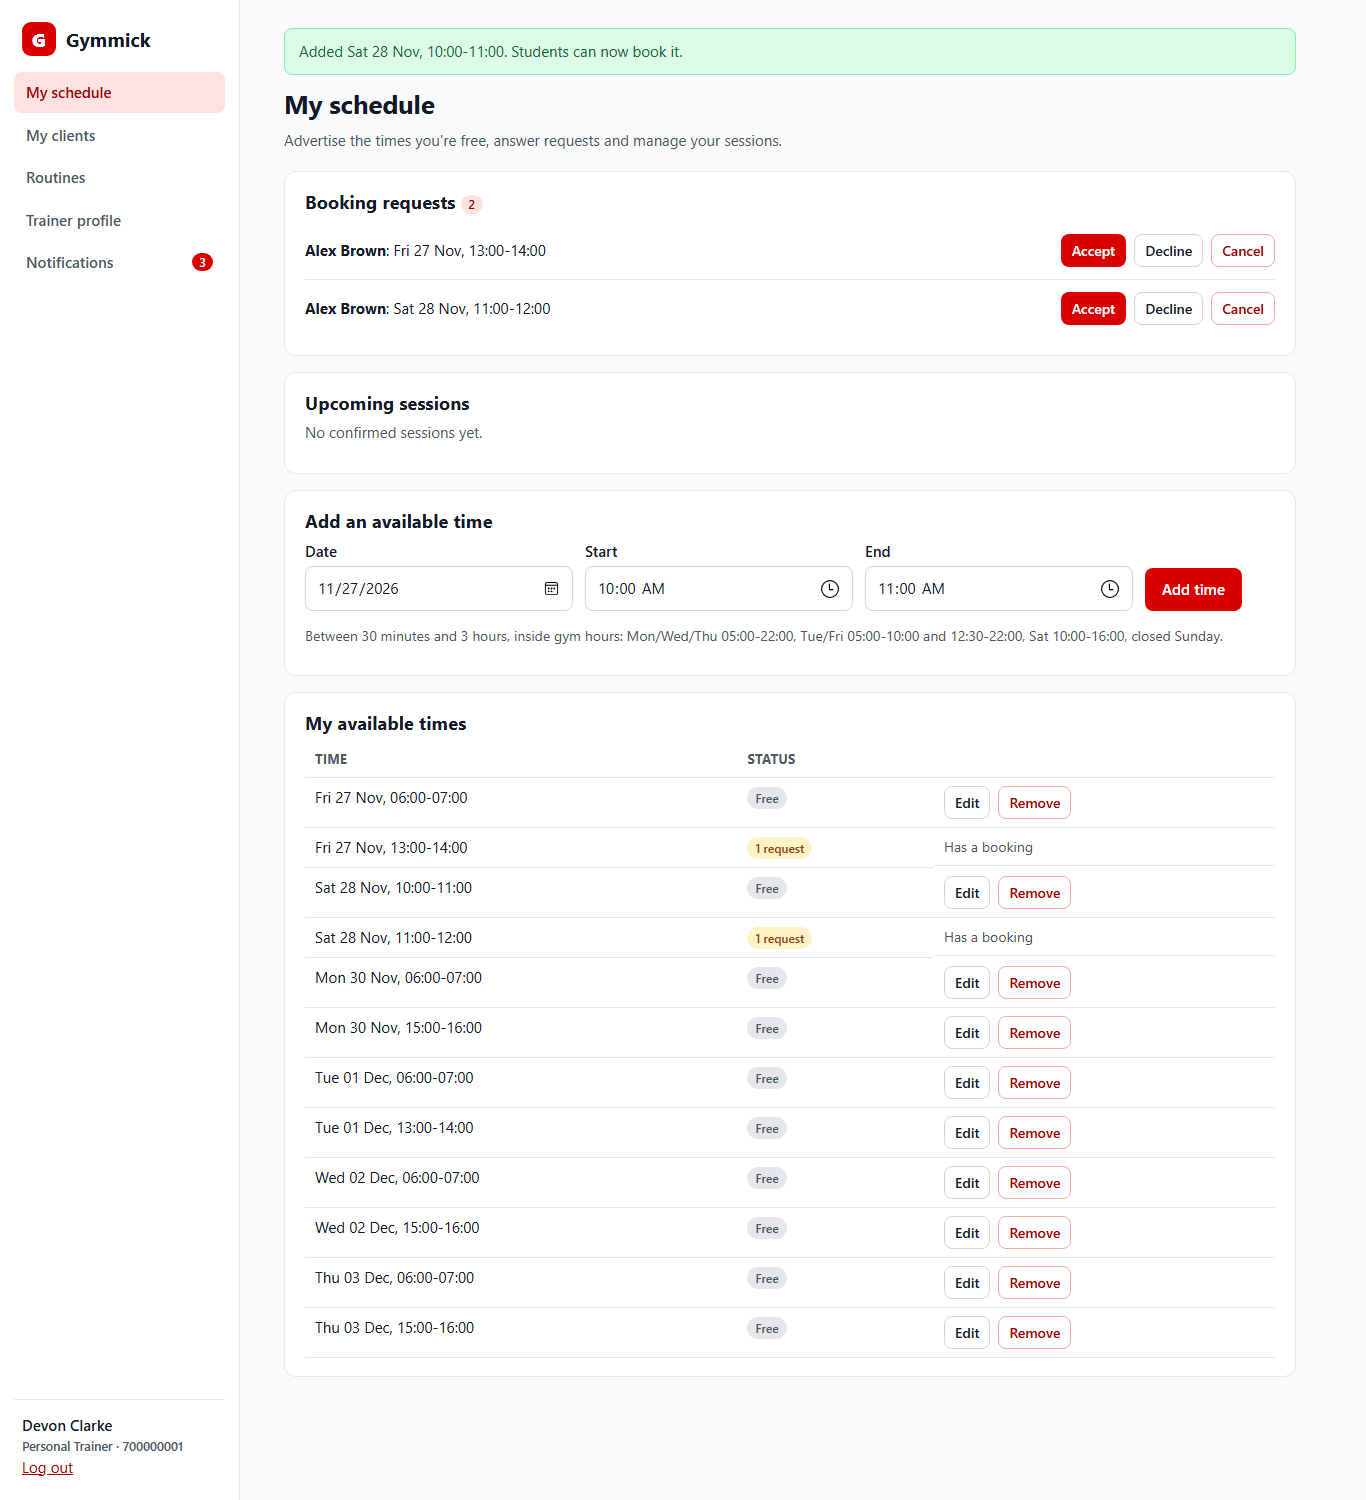 G Gymmick
My schedule
My clients
Routines
Trainer profile
Notifications 3
Devon Clarke
Personal Trainer · 700000001
Log out
Added Sat 28 Nov, 10:00-11:00. Students can now book it.
My schedule
Advertise the times you're free, answer requests and manage your sessions.
Booking requests 2
Alex Brown: Fri 27 Nov, 13:00-14:00 Accept Decline Cancel
Alex Brown: Sat 28 Nov, 11:00-12:00 Accept Decline Cancel
Upcoming sessions
No confirmed sessions yet.
Add an available time
Date Start End
11/27/2026 10:00 AM 11:00 AM Add time
Between 30 minutes and 3 hours, inside gym hours: Mon/Wed/Thu 05:00-22:00, Tue/Fri 05:00-10:00 and 12:30-22:00, Sat 10:00-16:00, closed Sunday.
My available times
TIME STATUS
Fri 27 Nov, 06:00-07:00 Free Edit Remove
Fri 27 Nov, 13:00-14:00 1 request Has a booking
Sat 28 Nov, 10:00-11:00 Free Edit Remove
Sat 28 Nov, 11:00-12:00 1 request Has a booking
Mon 30 Nov, 06:00-07:00 Free Edit Remove
Mon 30 Nov, 15:00-16:00 Free Edit Remove
Tue 01 Dec, 06:00-07:00 Free Edit Remove
Tue 01 Dec, 13:00-14:00 Free Edit Remove
Wed 02 Dec, 06:00-07:00 Free Edit Remove
Wed 02 Dec, 15:00-16:00 Free Edit Remove
Thu 03 Dec, 06:00-07:00 Free Edit Remove
Thu 03 Dec, 15:00-16:00 Free Edit Remove